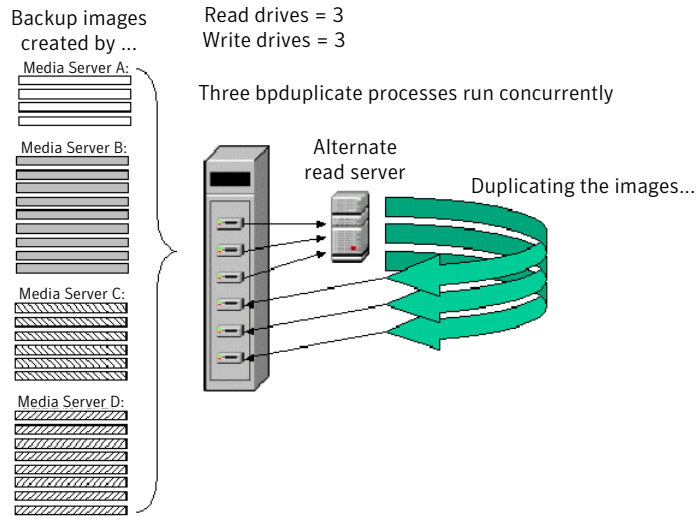 Backup images
created by ...
Read drives = 3
Write drives = 3
Media Server A:
Three bpduplicate processes run concurrently
Media Server B:
Alternate
read server
Duplicating the images...
Media Server C:
Media Server D: